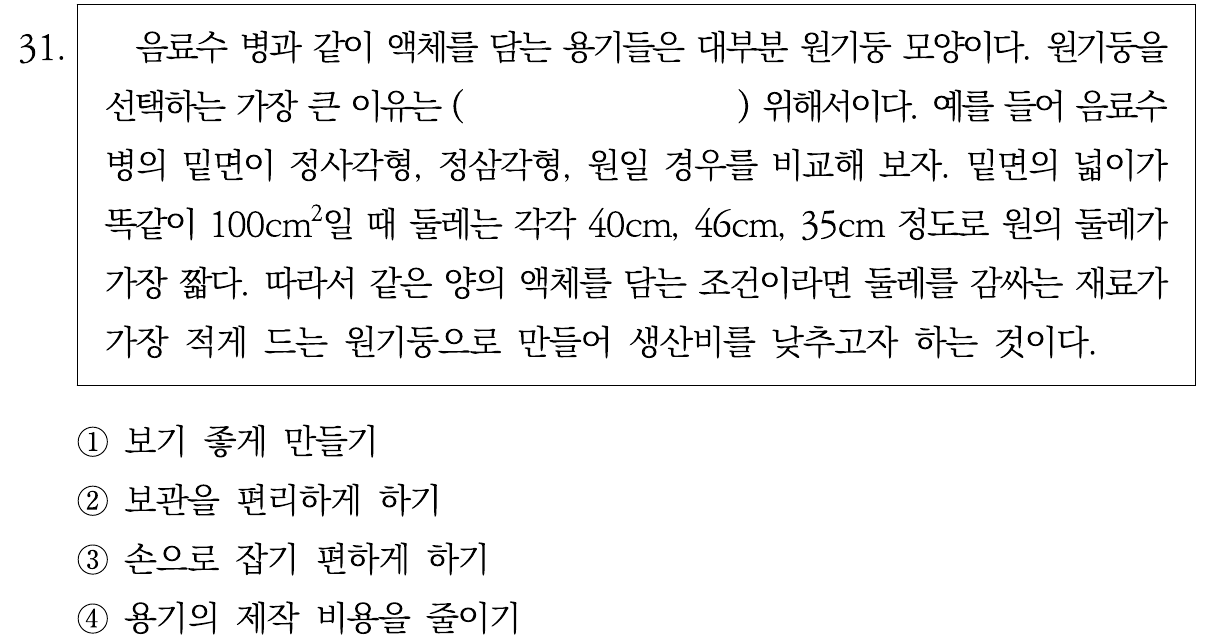 31. 음료수 병과 같이 액체를 담는 용기들은 대부분 원기둥 모양이다. 원기둥을
선택하는 가장 큰 이유는 (                    ) 위해서이다. 예를 들어 음료수
병의 밑면이 정사각형, 정삼각형, 원일 경우를 비교해 보자. 밑면의 넓이가
똑같이 100cm²일 때 둘레는 각각 40cm, 46cm, 35cm 정도로 원의 둘레가
가장 짧다. 따라서 같은 양의 액체를 담는 조건이라면 둘레를 감싸는 재료가
가장 적게 드는 원기둥으로 만들어 생산비를 낮추고자 하는 것이다.
① 보기 좋게 만들기
② 보관을 편리하게 하기
③ 손으로 잡기 편하게 하기
④ 용기의 제작 비용을 줄이기